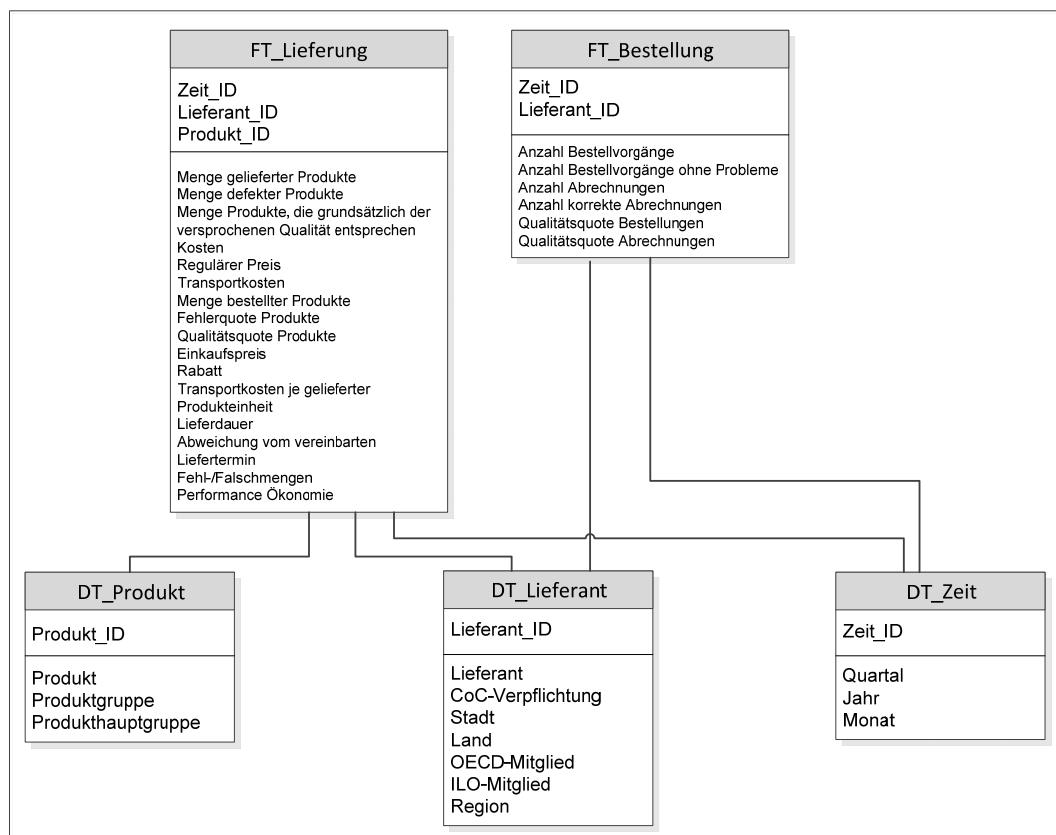 FT_Lieferung
Zeit_ID
Lieferant_ID
Produkt_ID
Menge gelieferter Produkte
Menge defekter Produkte
Menge Produkte, die grundsätzlich der
versprochenen Qualität entsprechen
Kosten
Regulärer Preis
Transportkosten
Menge bestellter Produkte
Fehlerquote Produkte
Qualitätsquote Produkte
Einkaufspreis
Rabatt
Transportkosten je gelieferter
Produkteinheit
Lieferdauer
Abweichung vom vereinbarten
Liefertermin
Fehl-/Falschmengen
Performance Ökonomie
FT_Bestellung
Zeit_ID
Lieferant_ID
Anzahl Bestellvorgänge
Anzahl Bestellvorgänge ohne Probleme
Anzahl Abrechnungen
Anzahl korrekte Abrechnungen
Qualitätsquote Bestellungen
Qualitätsquote Abrechnungen
DT_Produkt
Produkt_ID
Produkt
Produktgruppe
Produkthauptgruppe
DT_Lieferant
Lieferant_ID
Lieferant
CoC-Verpflichtung
Stadt
Land
OECD-Mitglied
ILO-Mitglied
Region
DT_Zeit
Zeit_ID
Quartal
Jahr
Monat